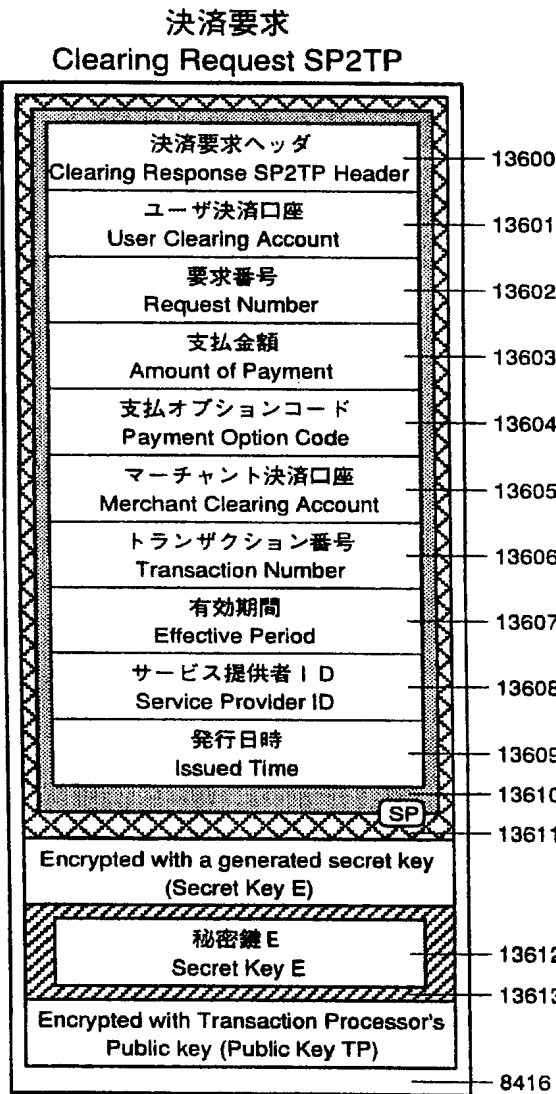 決済要求
Clearing Request SP2TP
決済要求ヘッダ
Clearing Response SP2TP Header
13600
ユーザ決済口座
User Clearing Account
13601
要求番号
Request Number
13602
支払金額
Amount of Payment
13603
支払オプションコード
Payment Option Code
13604
マーチャント決済口座
Merchant Clearing Account
13605
トランザクション番号
Transaction Number
13606
有効期間
Effective Period
13607
サービス提供者ID
Service Provider ID
13608
発行日時
Issued Time
13609
13610
SP
13611
Encrypted with a generated secret key
(Secret Key E)
秘密鍵E
Secret Key E
13612
13613
Encrypted with Transaction Processor's
Public key (Public Key TP)
8416